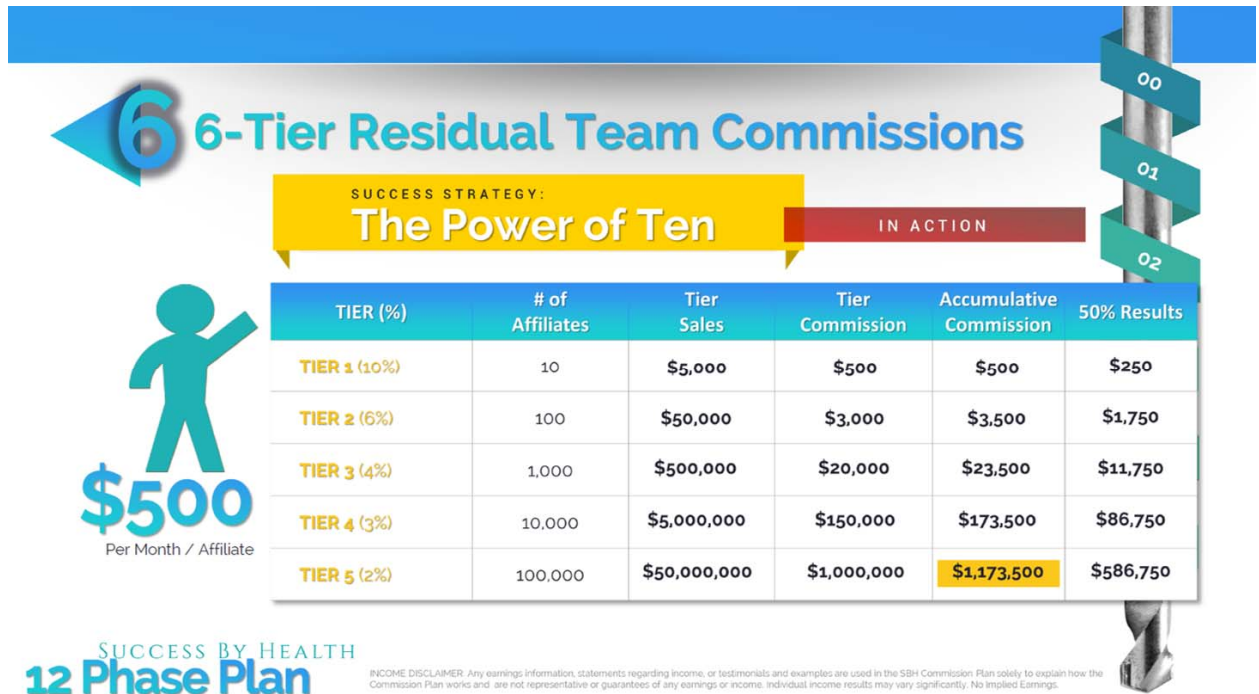 00
6 6-Tier Residual Team Commissions
01
SUCCESS STRATEGY:
The Power of Ten
IN ACTION
02
TIER (%) # of Affiliates Tier Sales Tier Commission Accumulative Commission 50% Results
TIER 1 (10%) 10 $5,000 $500 $500 $250
TIER 2 (6%) 100 $50,000 $3,000 $3,500 $1,750
TIER 3 (4%) 1,000 $500,000 $20,000 $23,500 $11,750
TIER 4 (3%) 10,000 $5,000,000 $150,000 $173,500 $86,750
TIER 5 (2%) 100,000 $50,000,000 $1,000,000 $1,173,500 $586,750
$500
Per Month / Affiliate
SUCCESS BY HEALTH
12 Phase Plan
INCOME DISCLAIMER Any earnings information, statements regarding income, or testimonials and examples are used in the SBH Commission Plan solely to explain how the
Commission Plan works and are not representative or guarantees of any earnings or income. Individual income results may vary significantly. No Implied Earnings.